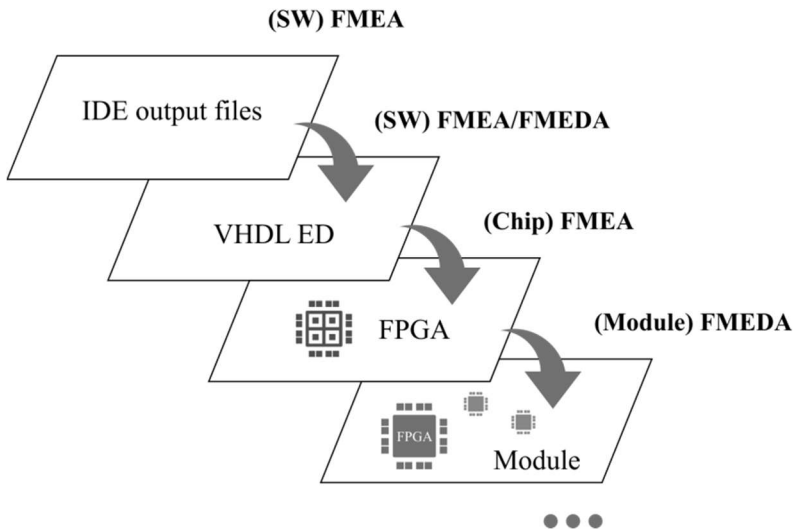 (SW) FMEA
IDE output files
(SW) FMEA/FMEDA
VHDL ED
(Chip) FMEA
FPGA
(Module) FMEDA
FPGA
Module